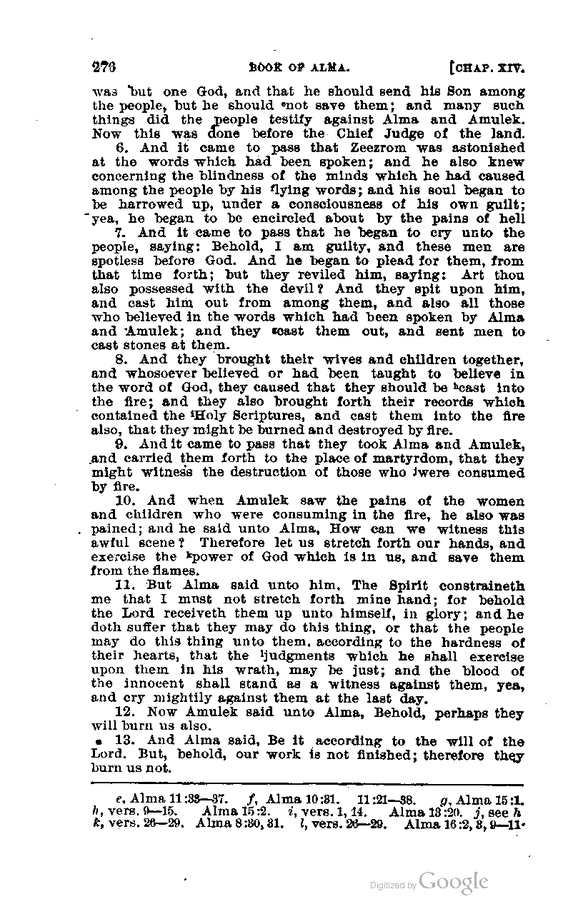 276 BOOK OF ALMA. [CHAP. XIV.
was but one God, and that he should send his Son among
the people, but he should ᵉnot save them; and many such
things did the people testify against Alma and Amulek.
Now this was done before the Chief Judge of the land.
6. And it came to pass that Zeezrom was astonished
at the words which had been spoken; and he also knew
concerning the blindness of the minds which he had caused
among the people by his ᶠlying words; and his soul began to
be harrowed up, under a consciousness of his own guilt;
yea, he began to be encircled about by the pains of hell
7. And it came to pass that he began to cry unto the
people, saying: Behold, I am guilty, and these men are
spotless before God. And he began to plead for them, from
that time forth; but they reviled him, saying: Art thou
also possessed with the devil? And they spit upon him,
and cast him out from among them, and also all those
who believed in the words which had been spoken by Alma
and Amulek; and they ᵍcast them out, and sent men to
cast stones at them.
8. And they brought their wives and children together,
and whosoever believed or had been taught to believe in
the word of God, they caused that they should be ʰcast into
the fire; and they also brought forth their records which
contained the ⁱHoly Scriptures, and cast them into the fire
also, that they might be burned and destroyed by fire.
9. And it came to pass that they took Alma and Amulek,
and carried them forth to the place of martyrdom, that they
might witness the destruction of those who ʲwere consumed
by fire.
10. And when Amulek saw the pains of the women
and children who were consuming in the fire, he also was
pained; and he said unto Alma, How can we witness this
awful scene? Therefore let us stretch forth our hands, and
exercise the ᵏpower of God which is in us, and save them
from the flames.
11. But Alma said unto him, The Spirit constraineth
me that I must not stretch forth mine hand; for behold
the Lord receiveth them up unto himself, in glory; and he
doth suffer that they may do this thing, or that the people
may do this thing unto them, according to the hardness of
their hearts, that the ˡjudgments which he shall exercise
upon them in his wrath, may be just; and the blood of
the innocent shall stand as a witness against them, yea,
and cry mightily against them at the last day.
12. Now Amulek said unto Alma, Behold, perhaps they
will burn us also.
13. And Alma said, Be it according to the will of the
Lord. But, behold, our work is not finished; therefore they
burn us not.
e, Alma 11:33—37. f, Alma 10:31. 11:21—38. g, Alma 15:1.
h, vers. 9—15. Alma 15:2. i, vers. 1, 14. Alma 13:20. j, see h
k, vers. 26—29. Alma 8:30, 31. l, vers. 26—29. Alma 16:2, 3, 9—11.
Digitized by Google